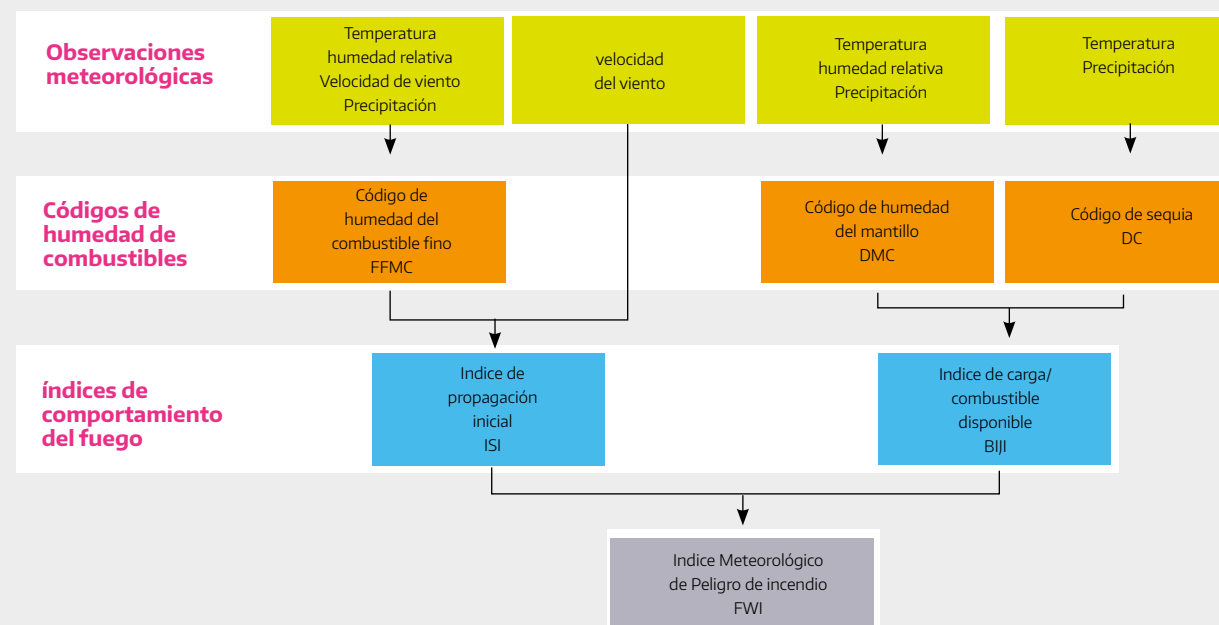 Observaciones
meteorológicas
Temperatura
humedad relativa
Velocidad de viento
Precipitación
velocidad
del viento
Temperatura
humedad relativa
Precipitación
Temperatura
Precipitación
Códigos de
humedad de
combustibles
Código de
humedad del
combustible fino
FFMC
Código de humedad
del mantillo
DMC
Código de sequia
DC
índices de
comportamiento
del fuego
Indice de
propagación
inicial
ISI
Indice de carga/
combustible
disponible
BIJI
Indice Meteorológico
de Peligro de incendio
FWI